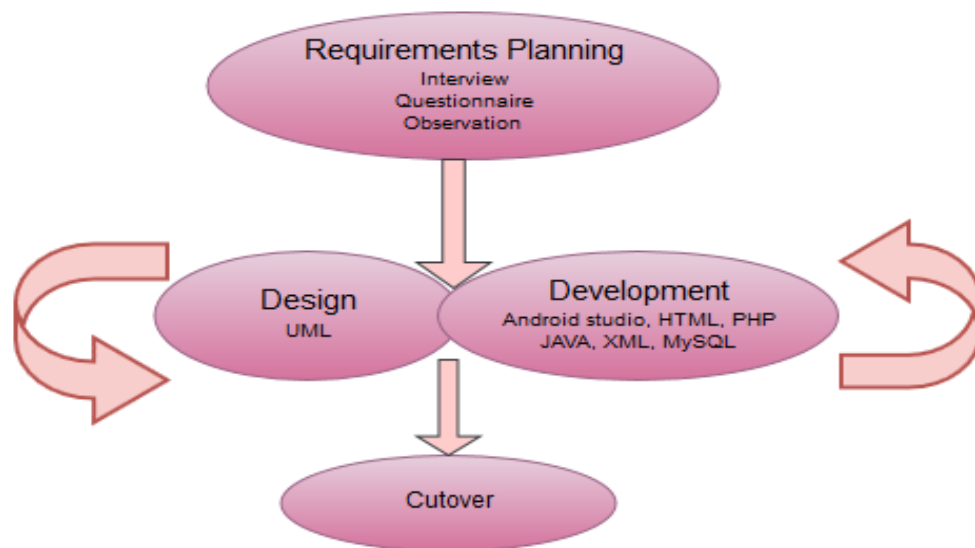 Requirements Planning
Interview
Questionnaire
Observation
Design
UML
Development
Android studio, HTML, PHP
JAVA, XML, MySQL
Cutover